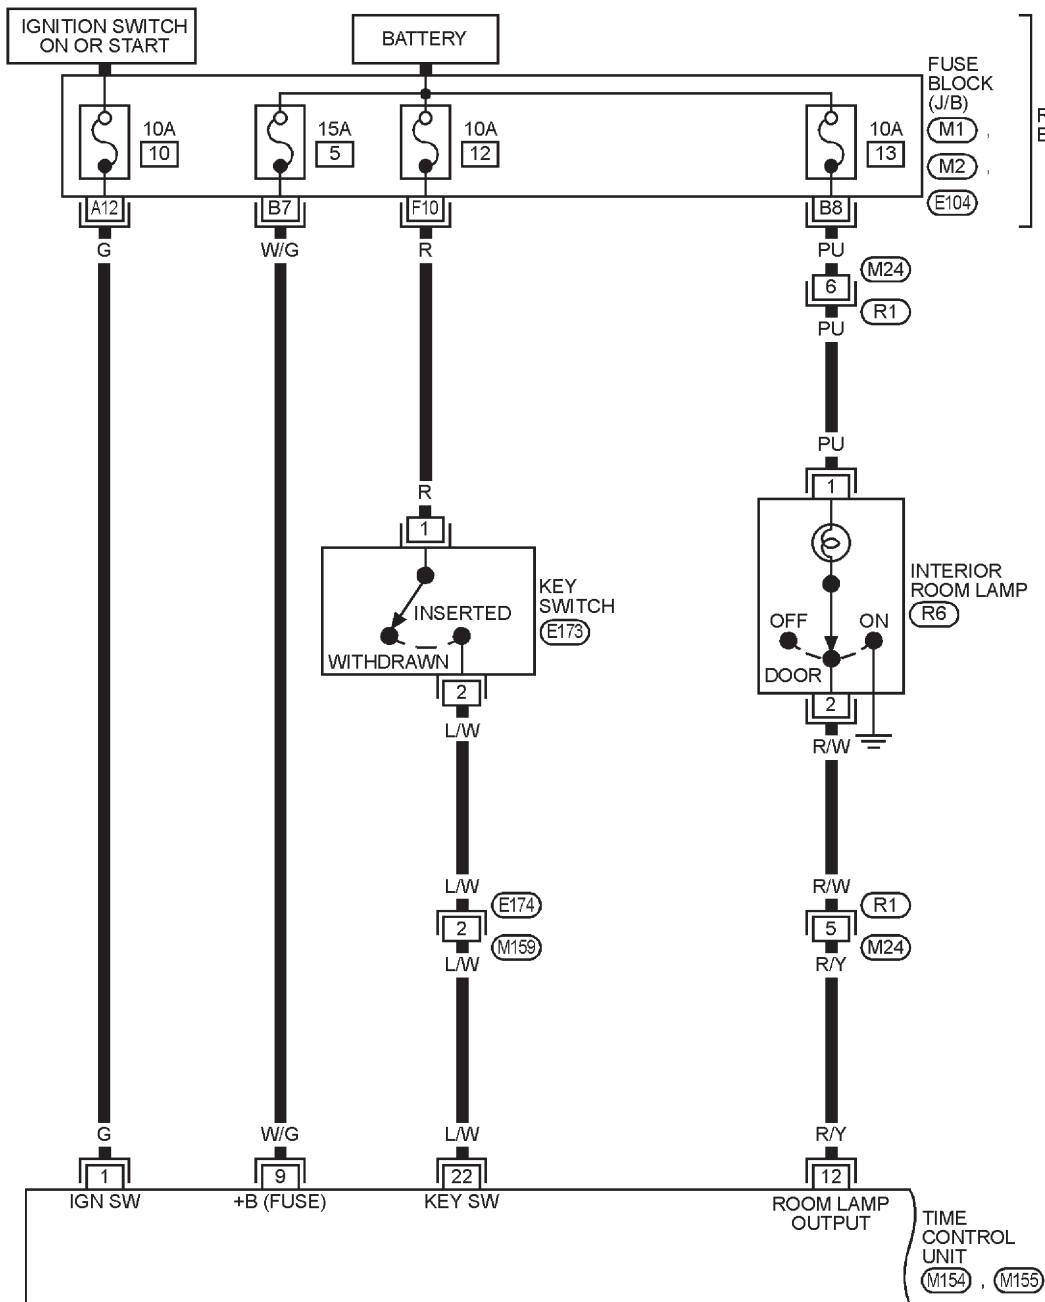 IGNITION SWITCH
ON OR START
BATTERY
FUSE
BLOCK
(J/B)
M1 ,
M2 ,
E104
R
E
10A
10
15A
5
10A
12
10A
13
A12
B7
F10
B8
G
W/G
R
PU
M24
6
R1
PU
PU
R
1
1
KEY
SWITCH
E173
INSERTED
WITHDRAWN
INTERIOR
ROOM LAMP
R6
OFF
ON
DOOR
2
2
L/W
R/W
L/W
R/W
E174
R1
2
5
M159
M24
L/W
R/Y
G
W/G
L/W
R/Y
1
9
22
12
IGN SW
+B (FUSE)
KEY SW
ROOM LAMP
OUTPUT
TIME
CONTROL
UNIT
M154 , M155